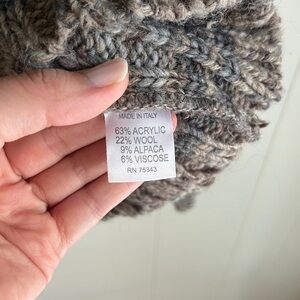 MADE IN ITALY
63% ACRYLIC
22% WOOL
9% ALPACA
6% VISCOSE
RN 75343